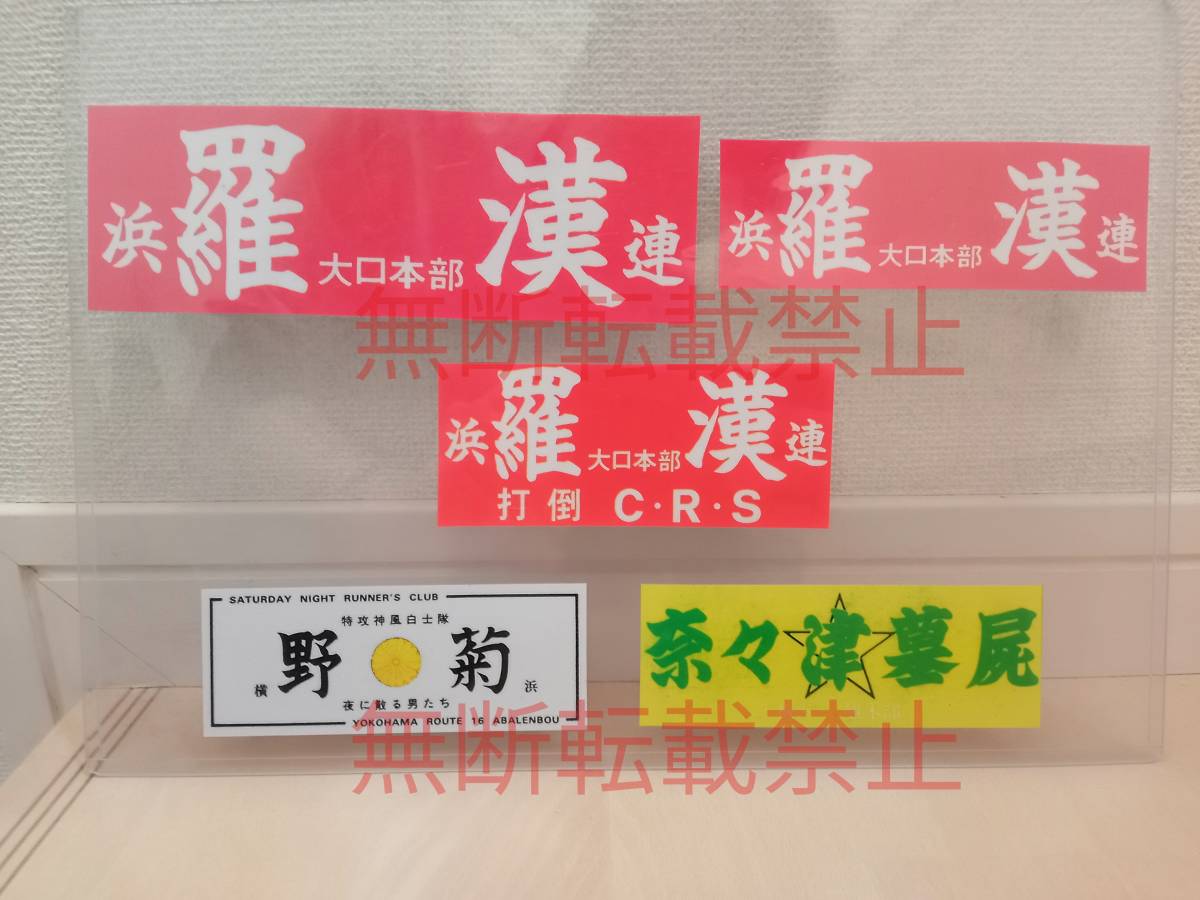 浜羅 大口本部 漢連
浜羅 大口本部 漢連
無断転載禁止
浜羅 大口本部 漢連
打倒 C・R・S
SATURDAY NIGHT RUNNER'S CLUB
特攻神風白士隊
横 野 菊 浜
夜に散る男たち
YOKOHAMA ROUTE 16 ABALENBOU
奈々津墓屍
無断転載禁止